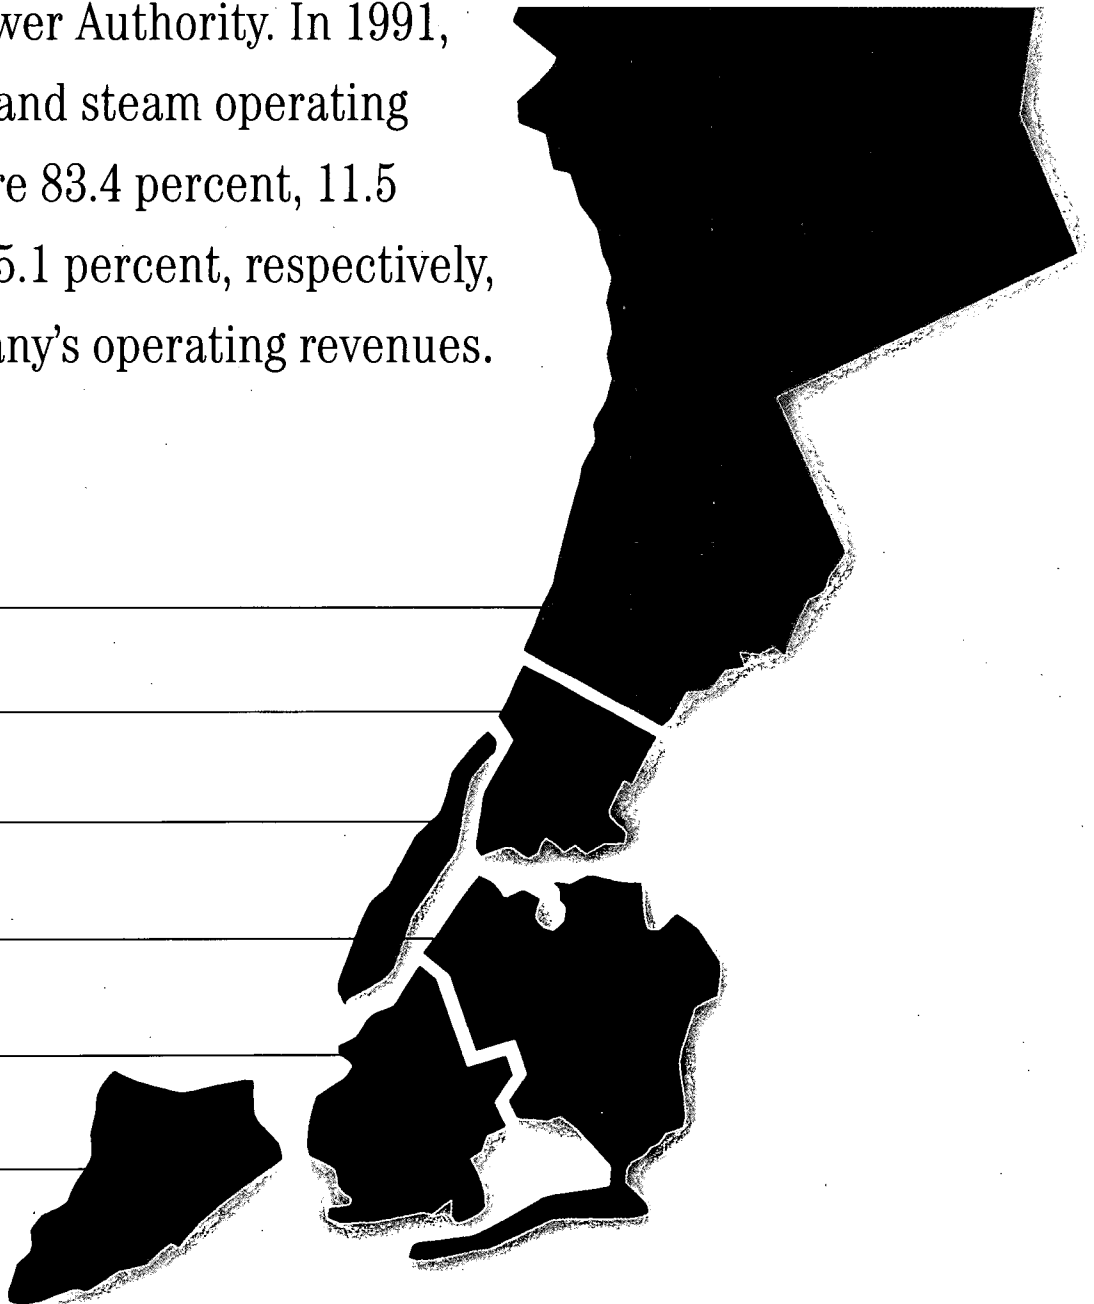 wer Authority. In 1991,
and steam operating
re 83.4 percent, 11.5
5.1 percent, respectively,
any's operating revenues.